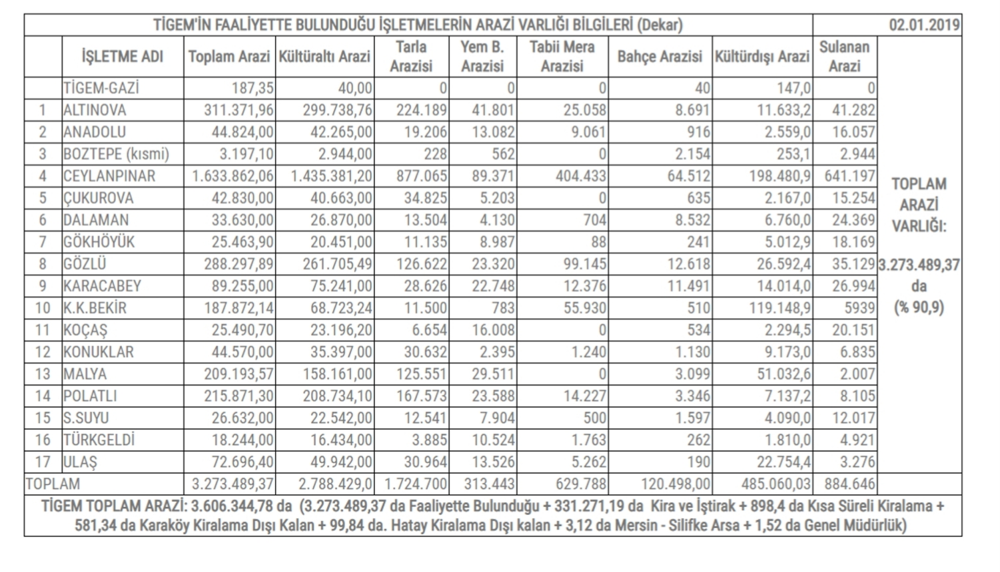 TİGEM'İN FAALİYETTE BULUNDUĞU İŞLETMELERİN ARAZİ VARLIĞI BİLGİLERİ (Dekar) 02.01.2019
İŞLETME ADI Toplam Arazi Kültüraltı Arazi Tarla Arazisi Yem B. Arazisi Tabii Mera Arazisi Bahçe Arazisi Kültürdışı Arazi Sulanan Arazi
TİGEM-GAZİ 187,35 40,00 0 0 0 40 147,0 0
1 ALTINOVA 311.371,96 299.738,76 224.189 41.801 25.058 8.691 11.633,2 41.282
2 ANADOLU 44.824,00 42.265,00 19.206 13.082 9.061 916 2.559,0 16.057
3 BOZTEPE (kısmi) 3.197,10 2.944,00 228 562 0 2.154 253,1 2.944
4 CEYLANPINAR 1.633.862,06 1.435.381,20 877.065 89.371 404.433 64.512 198.480,9 641.197
5 ÇUKUROVA 42.830,00 40.663,00 34.825 5.203 0 635 2.167,0 15.254
6 DALAMAN 33.630,00 26.870,00 13.504 4.130 704 8.532 6.760,0 24.369
7 GÖKHÖYÜK 25.463,90 20.451,00 11.135 8.987 88 241 5.012,9 18.169
8 GÖZLÜ 288.297,89 261.705,49 126.622 23.320 99.145 12.618 26.592,4 35.129
9 KARACABEY 89.255,00 75.241,00 28.626 22.748 12.376 11.491 14.014,0 26.994
10 K.K.BEKİR 187.872,14 68.723,24 11.500 783 55.930 510 119.148,9 5939
11 KOÇAŞ 25.490,70 23.196,20 6.654 16.008 0 534 2.294,5 20.151
12 KONUKLAR 44.570,00 35.397,00 30.632 2.395 1.240 1.130 9.173,0 6.835
13 MALYA 209.193,57 158.161,00 125.551 29.511 0 3.099 51.032,6 2.007
14 POLATLI 215.871,30 208.734,10 167.573 23.588 14.227 3.346 7.137,2 8.105
15 S.SUYU 26.632,00 22.542,00 12.541 7.904 500 1.597 4.090,0 12.017
16 TÜRKGELDİ 18.244,00 16.434,00 3.885 10.524 1.763 262 1.810,0 4.921
17 ULAŞ 72.696,40 49.942,00 30.964 13.526 5.262 190 22.754,4 3.276
TOPLAM
ARAZİ
VARLIĞI:
3.273.489,37
da
(% 90,9)
TOPLAM 3.273.489,37 2.788.429,0 1.724.700 313.443 629.788 120.498,00 485.060,03 884.646
TİGEM TOPLAM ARAZİ: 3.606.344,78 da (3.273.489,37 da Faaliyette Bulunduğu + 331.271,19 da Kira ve İştirak + 898,4 da Kısa Süreli Kiralama +
581,34 da Karaköy Kiralama Dışı Kalan + 99,84 da. Hatay Kiralama Dışı kalan + 3,12 da Mersin - Silifke Arsa + 1,52 da Genel Müdürlük)